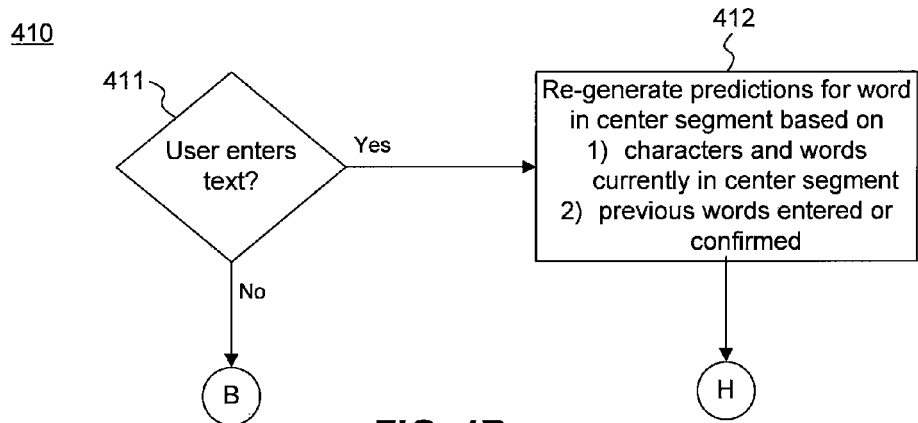 410
412
411
User enters
text?
Yes
Re-generate predictions for word
in center segment based on
1) characters and words
currently in center segment
2) previous words entered or
confirmed
No
B
H